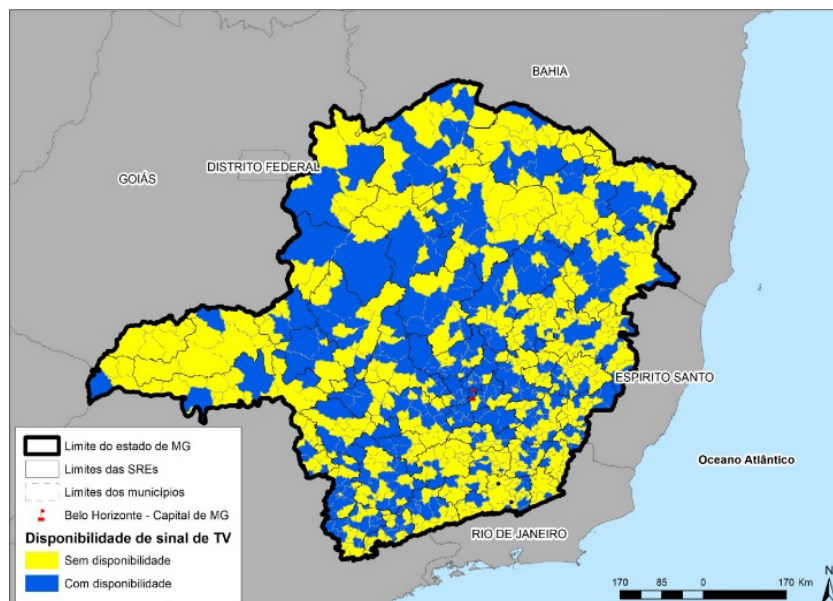 BAHIA
DISTRITO FEDERAL
GOIÁS
ESPIRITO SANTO
Oceano Atlântico
RIO DE JANEIRO
Limite do estado de MG
Limites das SREs
Limites dos municípios
Belo Horizonte - Capital de MG
Disponibilidade de sinal de TV
Sem disponibilidade
Com disponibilidade
170 85 0 170 Km
N